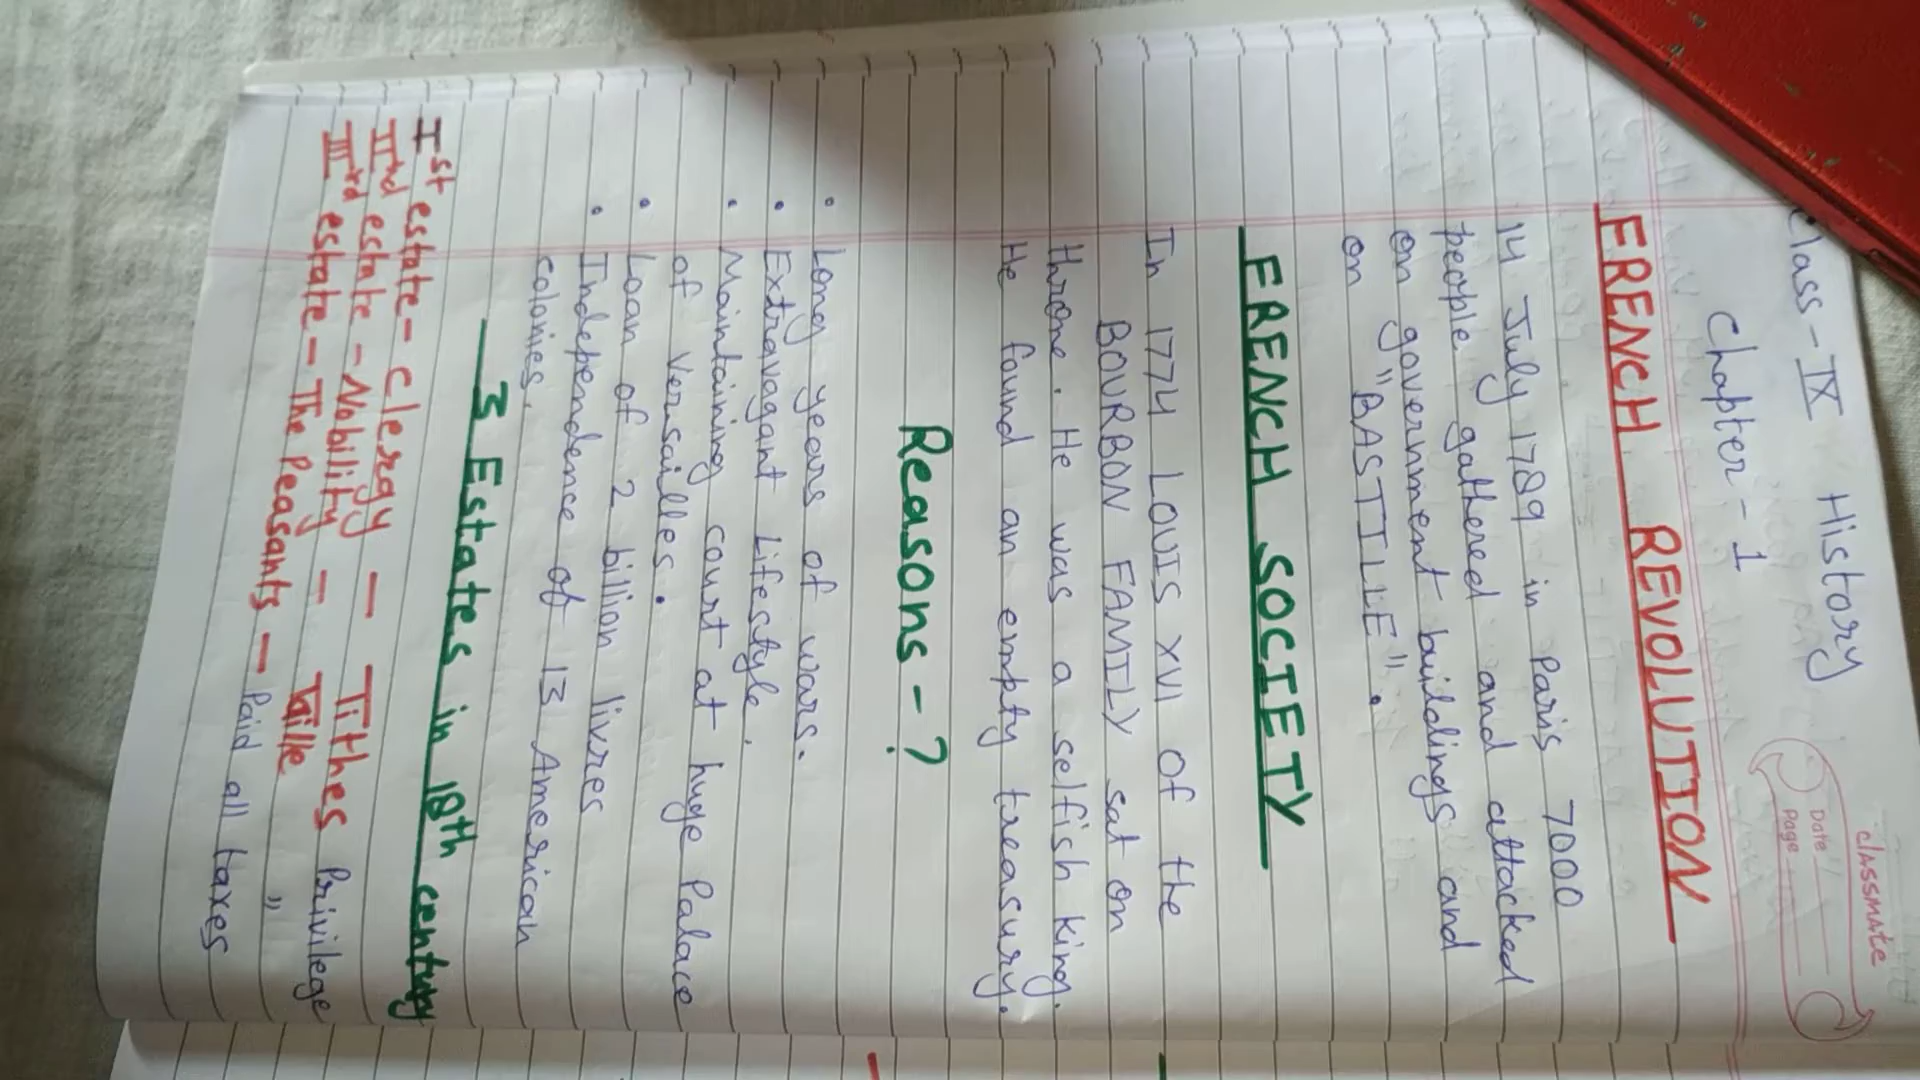 Class-IX History
Chapter-1
classmate
Date
Page
FRENCH REVOLUTION
14 July 1789 in Paris 7000
people gathered and attacked
on government buildings and
on "BASTILLE".
FRENCH SOCIETY
In 1774 LOUIS XVI of the
BOURBON FAMILY sat on
throne. He was a selfish king.
He found an empty treasury.
Reasons - ?
• Long years of wars.
• Extravagant Lifestyle.
• Maintaining court at huge Palace
of Versailles.
• Loan of 2 billion livres
• Independence of 13 American
colonies.
3 Estates in 18th century
Ist estate - Clergy - Tithes Privilege
IInd estate - Nobility - Taille "
IIIrd estate - The Peasants - Paid all taxes